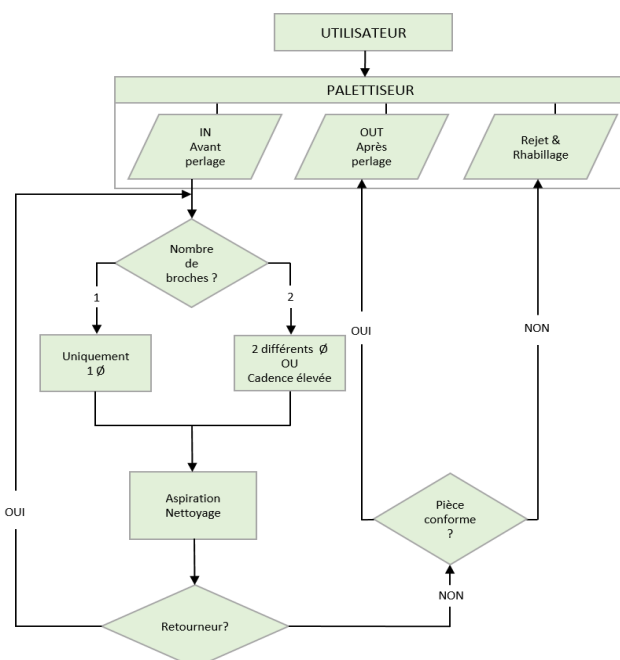 UTILISATEUR
PALETTISEUR
IN
Avant
perlage
OUT
Après
perlage
Rejet &
Rhabillage
Nombre
de
broches ?
1
2
Uniquement
1 Ø
2 différents Ø
OU
Cadence élevée
OUI
NON
Aspiration
Nettoyage
Pièce
conforme
?
OUI
NON
Retourneur?